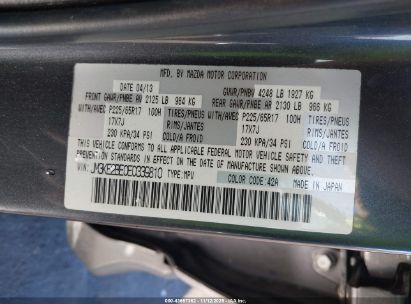 MFD. BY MAZDA MOTOR CORPORATION
DATE 04/13 GVWR/PNBV 4248 LB 1927 KG
FRONT GAWR/PNBE AV 2125 LB 964 KG REAR GAWR/PNBE AR 2130 LB 966 KG
WITH/AVEC P225/65R17 100H TIRES/PNEUS WITH/AVEC P225/65R17 100H TIRES/PNEUS
17X7J RIMS/JANTES 17X7J RIMS/JANTES
230 KPA/34 PSI COLD/A FROID 230 KPA/34 PSI COLD/A FROID
THIS VEHICLE CONFORMS TO ALL APPLICABLE FEDERAL MOTOR VEHICLE SAFETY AND THEFT
PREVENTION STANDARDS IN EFFECT ON THE DATE OF MANUFACTURE SHOWN ABOVE.
VIN: TYPE: MPV COLOR CODE 42A MADE IN JAPAN